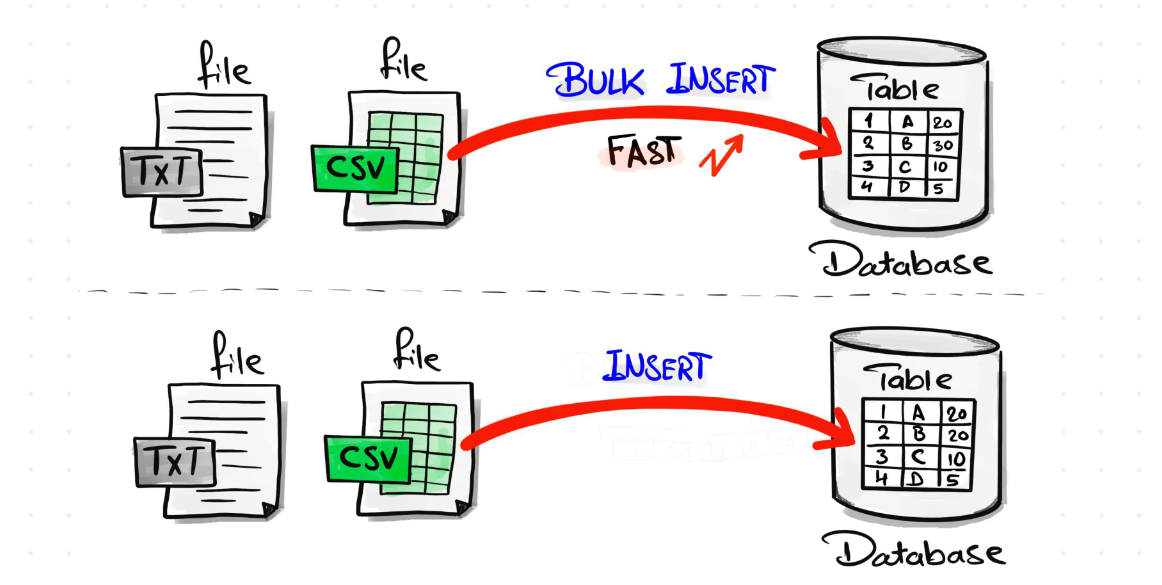 file
file
BULK INSERT
FAST
TXT
CSV
Table
1 A 20
2 B 30
3 C 10
4 D 5
Database
file
file
INSERT
TXT
CSV
Table
1 A 20
2 B 20
3 C 10
4 D 5
Database